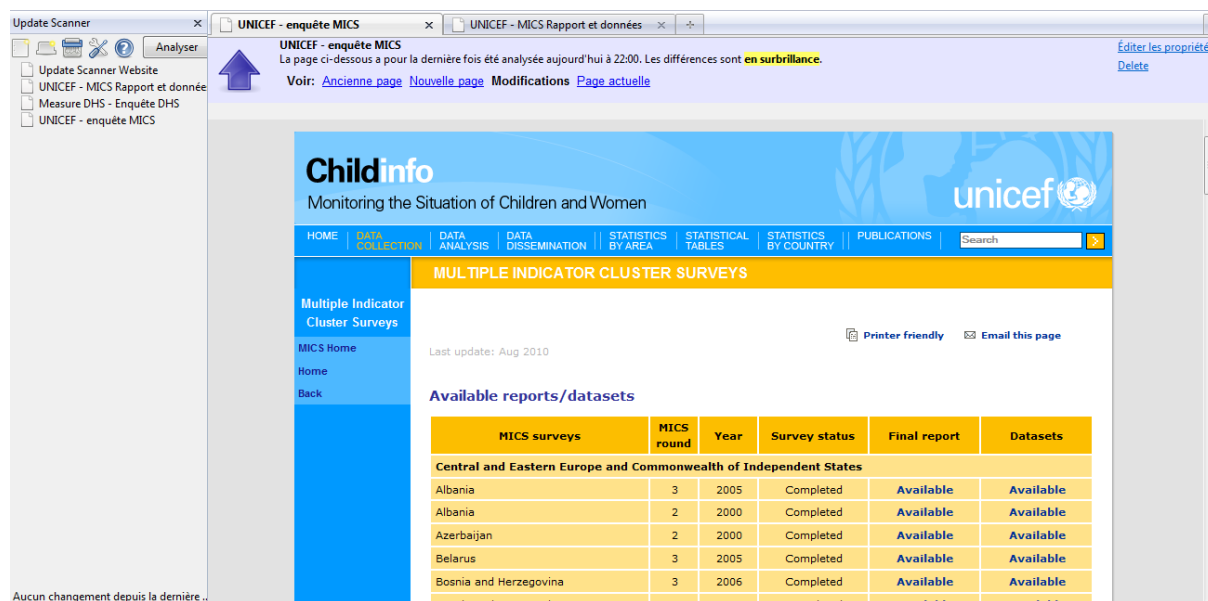 Update Scanner
Analyser
Update Scanner Website
UNICEF - MICS Rapport et donnée
Measure DHS - Enquête DHS
UNICEF - enquête MICS
Aucun changement depuis la dernière ..
UNICEF - enquête MICS
UNICEF - MICS Rapport et données
UNICEF - enquête MICS
La page ci-dessous a pour la dernière fois été analysée aujourd'hui à 22:00. Les différences sont en surbrillance.
Voir: Ancienne page Nouvelle page Modifications Page actuelle
Éditer les propriété
Delete
Childinfo
Monitoring the Situation of Children and Women
unicef
HOME | DATA COLLECTION | DATA ANALYSIS | DATA DISSEMINATION || STATISTICS BY AREA | STATISTICAL TABLES | STATISTICS BY COUNTRY || PUBLICATIONS |
Search
MULTIPLE INDICATOR CLUSTER SURVEYS
Multiple Indicator
Cluster Surveys
MICS Home
Home
Back
Printer friendly
Email this page
Last update: Aug 2010
Available reports/datasets
MICS surveys MICS round Year Survey status Final report Datasets
Central and Eastern Europe and Commonwealth of Independent States
Albania 3 2005 Completed Available Available
Albania 2 2000 Completed Available Available
Azerbaijan 2 2000 Completed Available Available
Belarus 3 2005 Completed Available Available
Bosnia and Herzegovina 3 2006 Completed Available Available